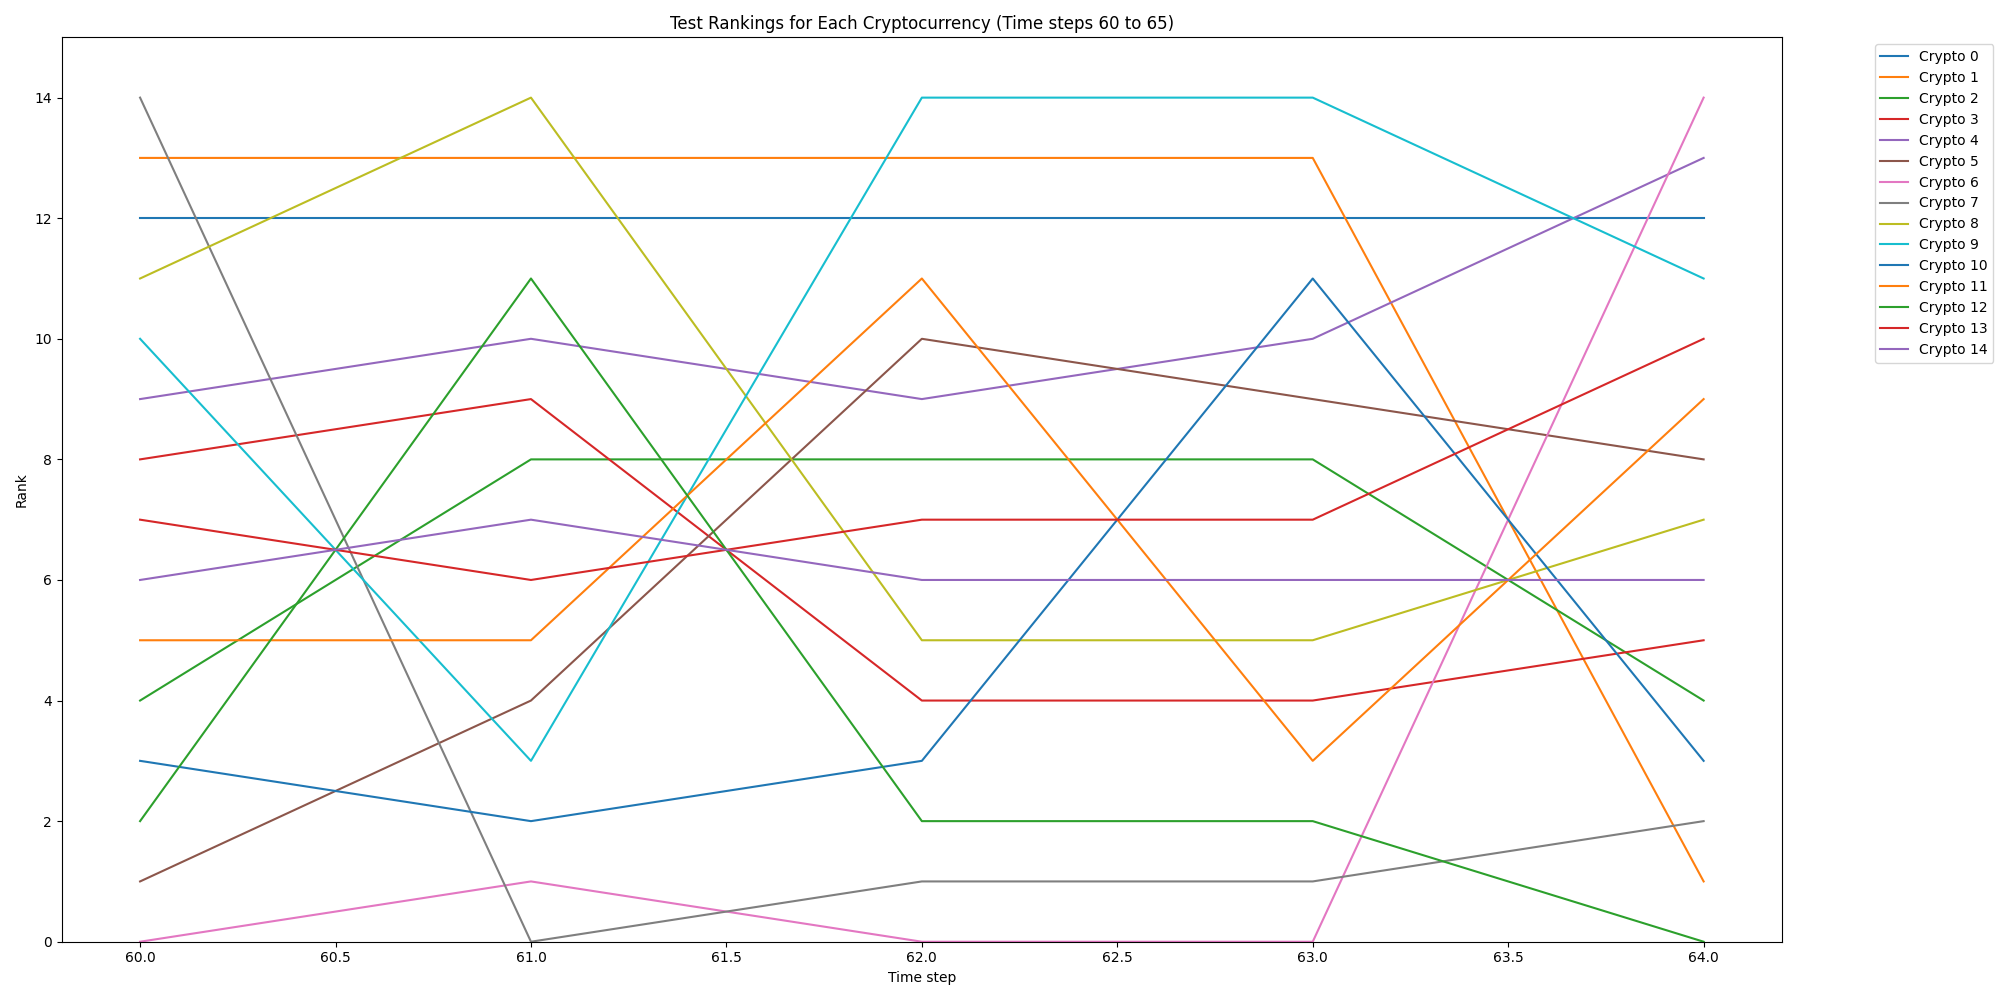 Test Rankings for Each Cryptocurrency (Time steps 60 to 65)
Rank
14
12
10
8
6
4
2
0
60.0 60.5 61.0 61.5 62.0 62.5 63.0 63.5 64.0
Time step
Crypto 0
Crypto 1
Crypto 2
Crypto 3
Crypto 4
Crypto 5
Crypto 6
Crypto 7
Crypto 8
Crypto 9
Crypto 10
Crypto 11
Crypto 12
Crypto 13
Crypto 14